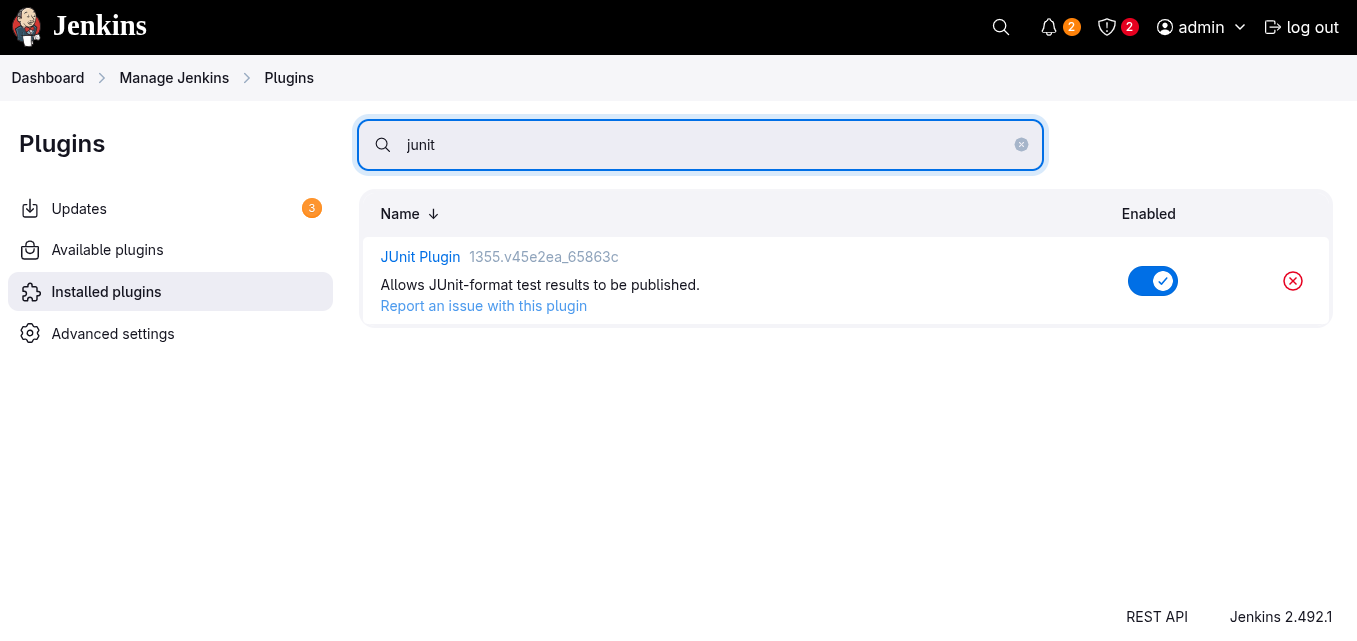 Jenkins
2
2
admin
log out
Dashboard
Manage Jenkins
Plugins
Plugins
junit
Updates
3
Available plugins
Installed plugins
Advanced settings
Name
Enabled
JUnit Plugin 1355.v45e2ea_65863c
Allows JUnit-format test results to be published.
Report an issue with this plugin
REST API
Jenkins 2.492.1